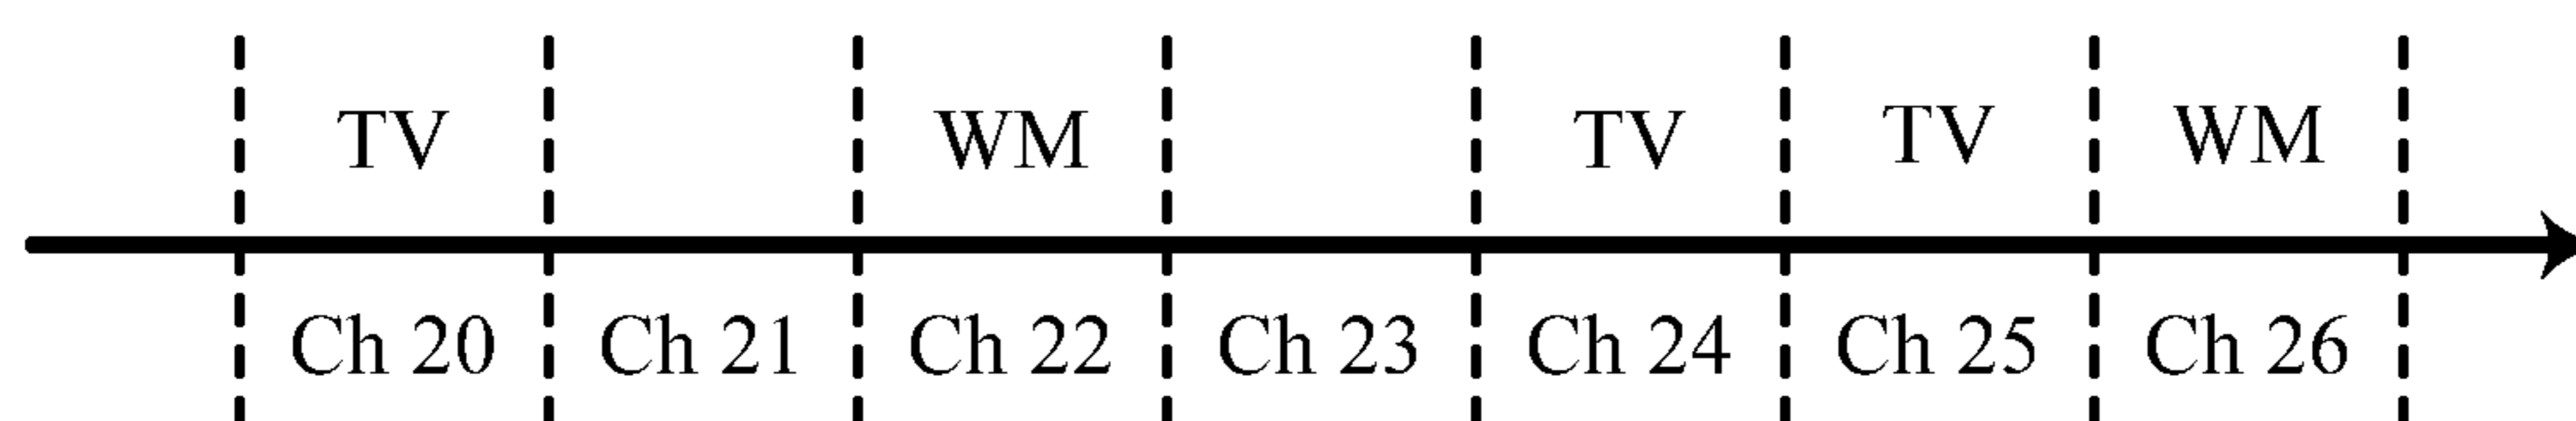 TV WM TV TV WM
Ch 20 Ch 21 Ch 22 Ch 23 Ch 24 Ch 25 Ch 26